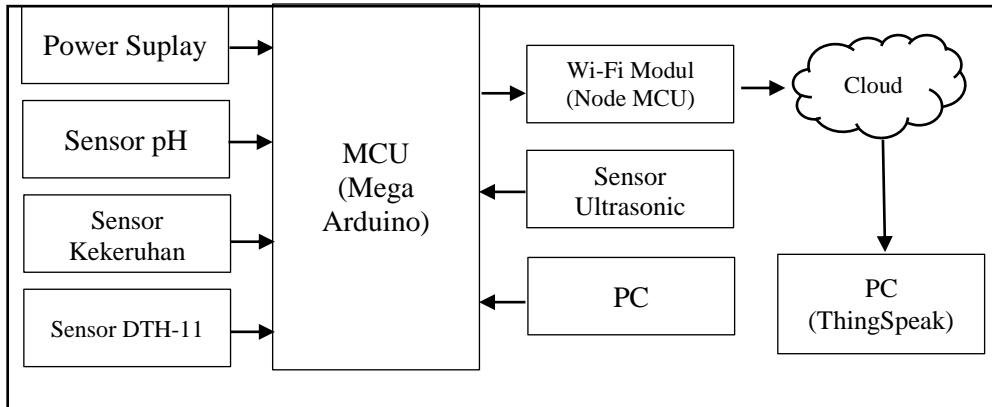 Power Suplay
Sensor pH
Sensor
Kekeruhan
Sensor DTH-11
MCU
(Mega
Arduino)
Wi-Fi Modul
(Node MCU)
Sensor
Ultrasonic
PC
Cloud
PC
(ThingSpeak)